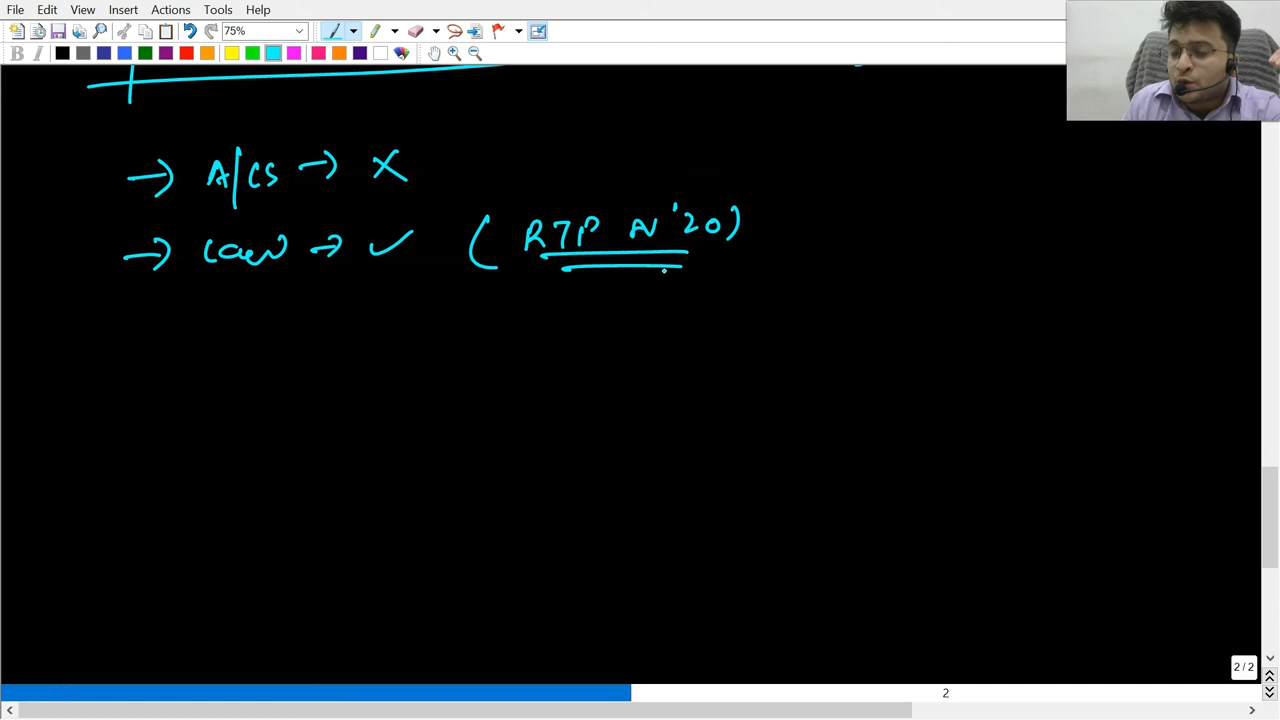 File Edit View Insert Actions Tools Help
75%
B I
→ A/CS → X
→ Law → ✓ ( RTP N'20)
2 / 2
2